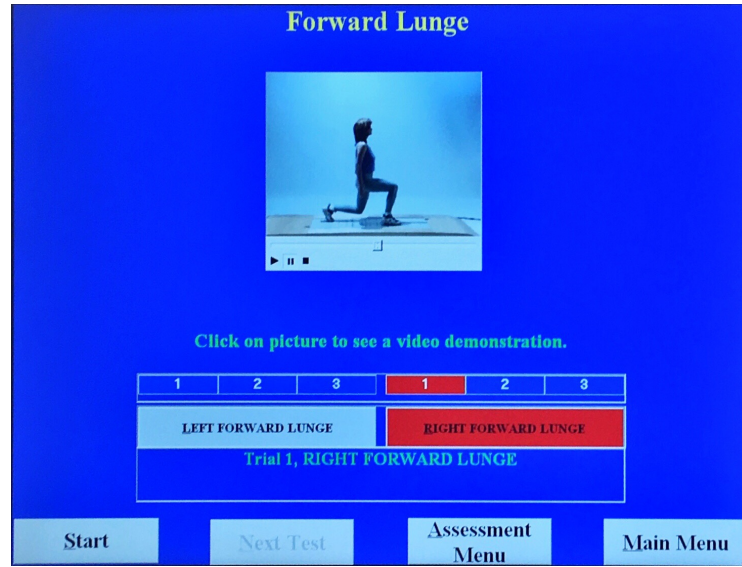 Forward Lunge
Click on picture to see a video demonstration.
1 2 3 1 2 3
LEFT FORWARD LUNGE RIGHT FORWARD LUNGE
Trial 1, RIGHT FORWARD LUNGE
Start Next Test Assessment Menu Main Menu